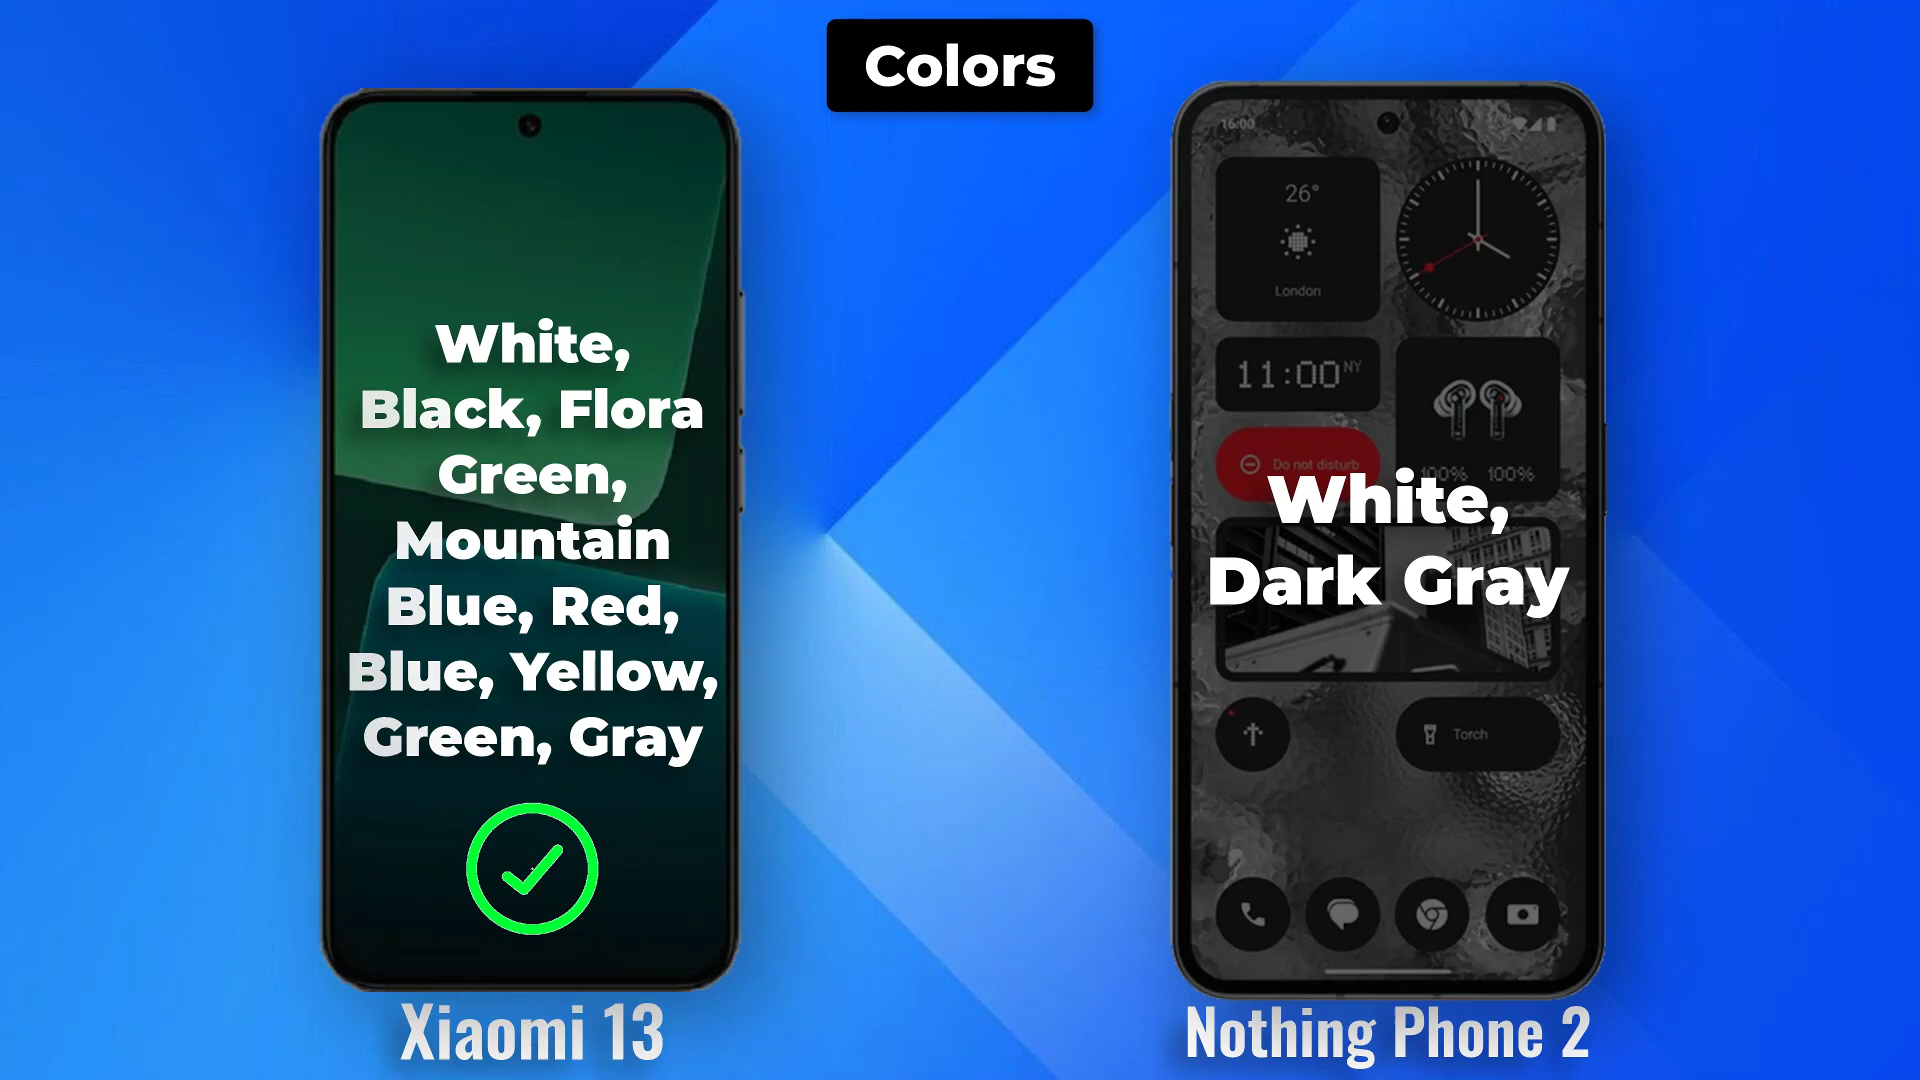 Colors
White,
Black, Flora
Green,
Mountain
Blue, Red,
Blue, Yellow,
Green, Gray
Xiaomi 13
16:00
26°
London
11:00 NY
Do not disturb
100% 100%
White,
Dark Gray
Torch
Nothing Phone 2